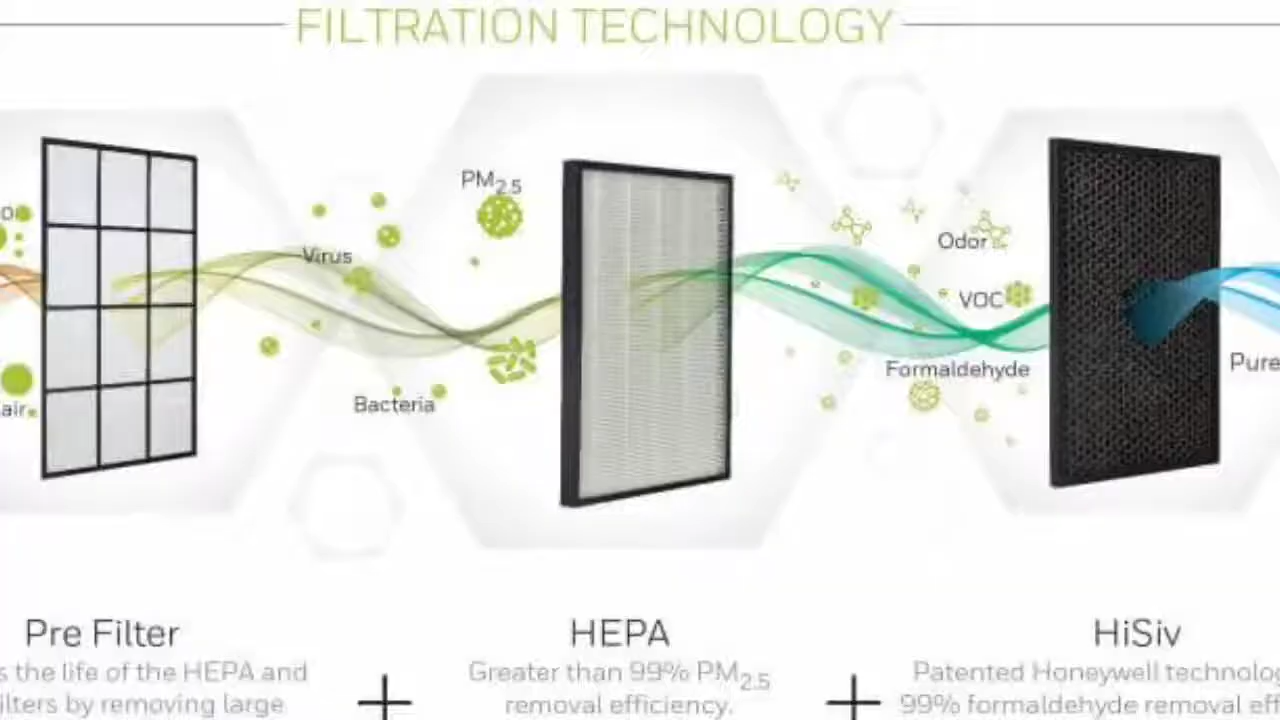 FILTRATION TECHNOLOGY
PM2.5
Virus
Bacteria
Odor
VOC
Formaldehyde
air
Pure
Pre Filter
s the life of the HEPA and
ilters by removing large
+
HEPA
Greater than 99% PM2.5
removal efficiency.
+
HiSiv
Patented Honeywell technolog
99% formaldehyde removal eff